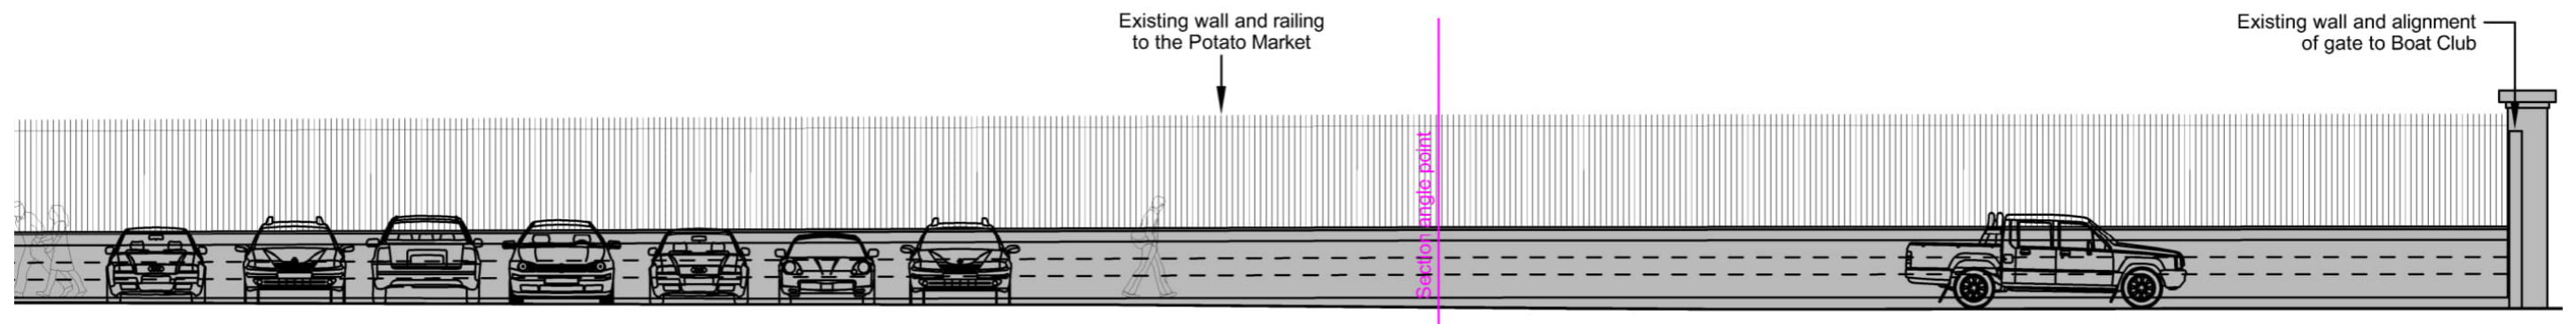 Existing wall and railing
to the Potato Market
Section angle point
Existing wall and alignment
of gate to Boat Club